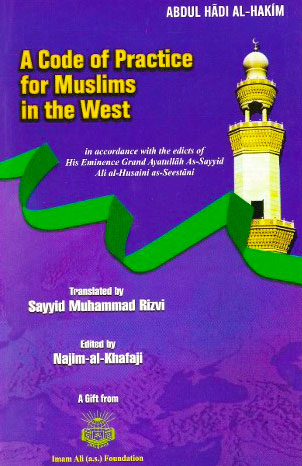 ABDUL HĀDI AL-HAKĪM
A Code of Practice
for Muslims
in the West
in accordance with the edicts of
His Eminence Grand Ayatullāh As-Sayyid
Ali al-Husaini as-Seestāni
Translated by
Sayyid Muhammad Rizvi
Edited by
Najim-al-Khafaji
A Gift from
Imam Ali (a.s.) Foundation